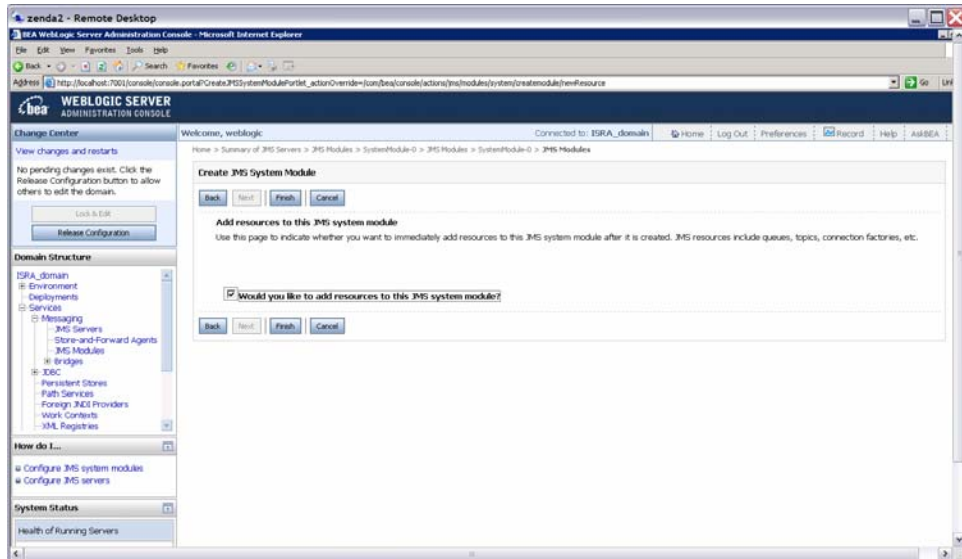 zenda2 - Remote Desktop
BEA WebLogic Server Administration Console - Microsoft Internet Explorer
File Edit View Favorites Tools Help
Back Search Favorites
Address http://localhost:7001/console/console.portal?CreateJMSSystemModulePortlet_actionOverride=/com/bea/console/actions/jms/modules/system/createmodule/newResource Go
bea WEBLOGIC SERVER
ADMINISTRATION CONSOLE
Change Center
View changes and restarts
No pending changes exist. Click the
Release Configuration button to allow
others to edit the domain.
Lock & Edit
Release Configuration
Domain Structure
ISRA_domain
Environment
Deployments
Services
Messaging
JMS Servers
Store-and-Forward Agents
JMS Modules
Bridges
JDBC
Persistent Stores
Path Services
Foreign JNDI Providers
Work Contexts
XML Registries
How do I...
Configure JMS system modules
Configure JMS servers
System Status
Health of Running Servers
Welcome, weblogic Connected to: ISRA_domain Home Log Out Preferences Record Help AskBEA
Home > Summary of JMS Servers > JMS Modules > SystemModule-0 > JMS Modules > SystemModule-0 > JMS Modules
Create JMS System Module
Back Next Finish Cancel
Add resources to this JMS system module
Use this page to indicate whether you want to immediately add resources to this JMS system module after it is created. JMS resources include queues, topics, connection factories, etc.
Would you like to add resources to this JMS system module?
Back Next Finish Cancel